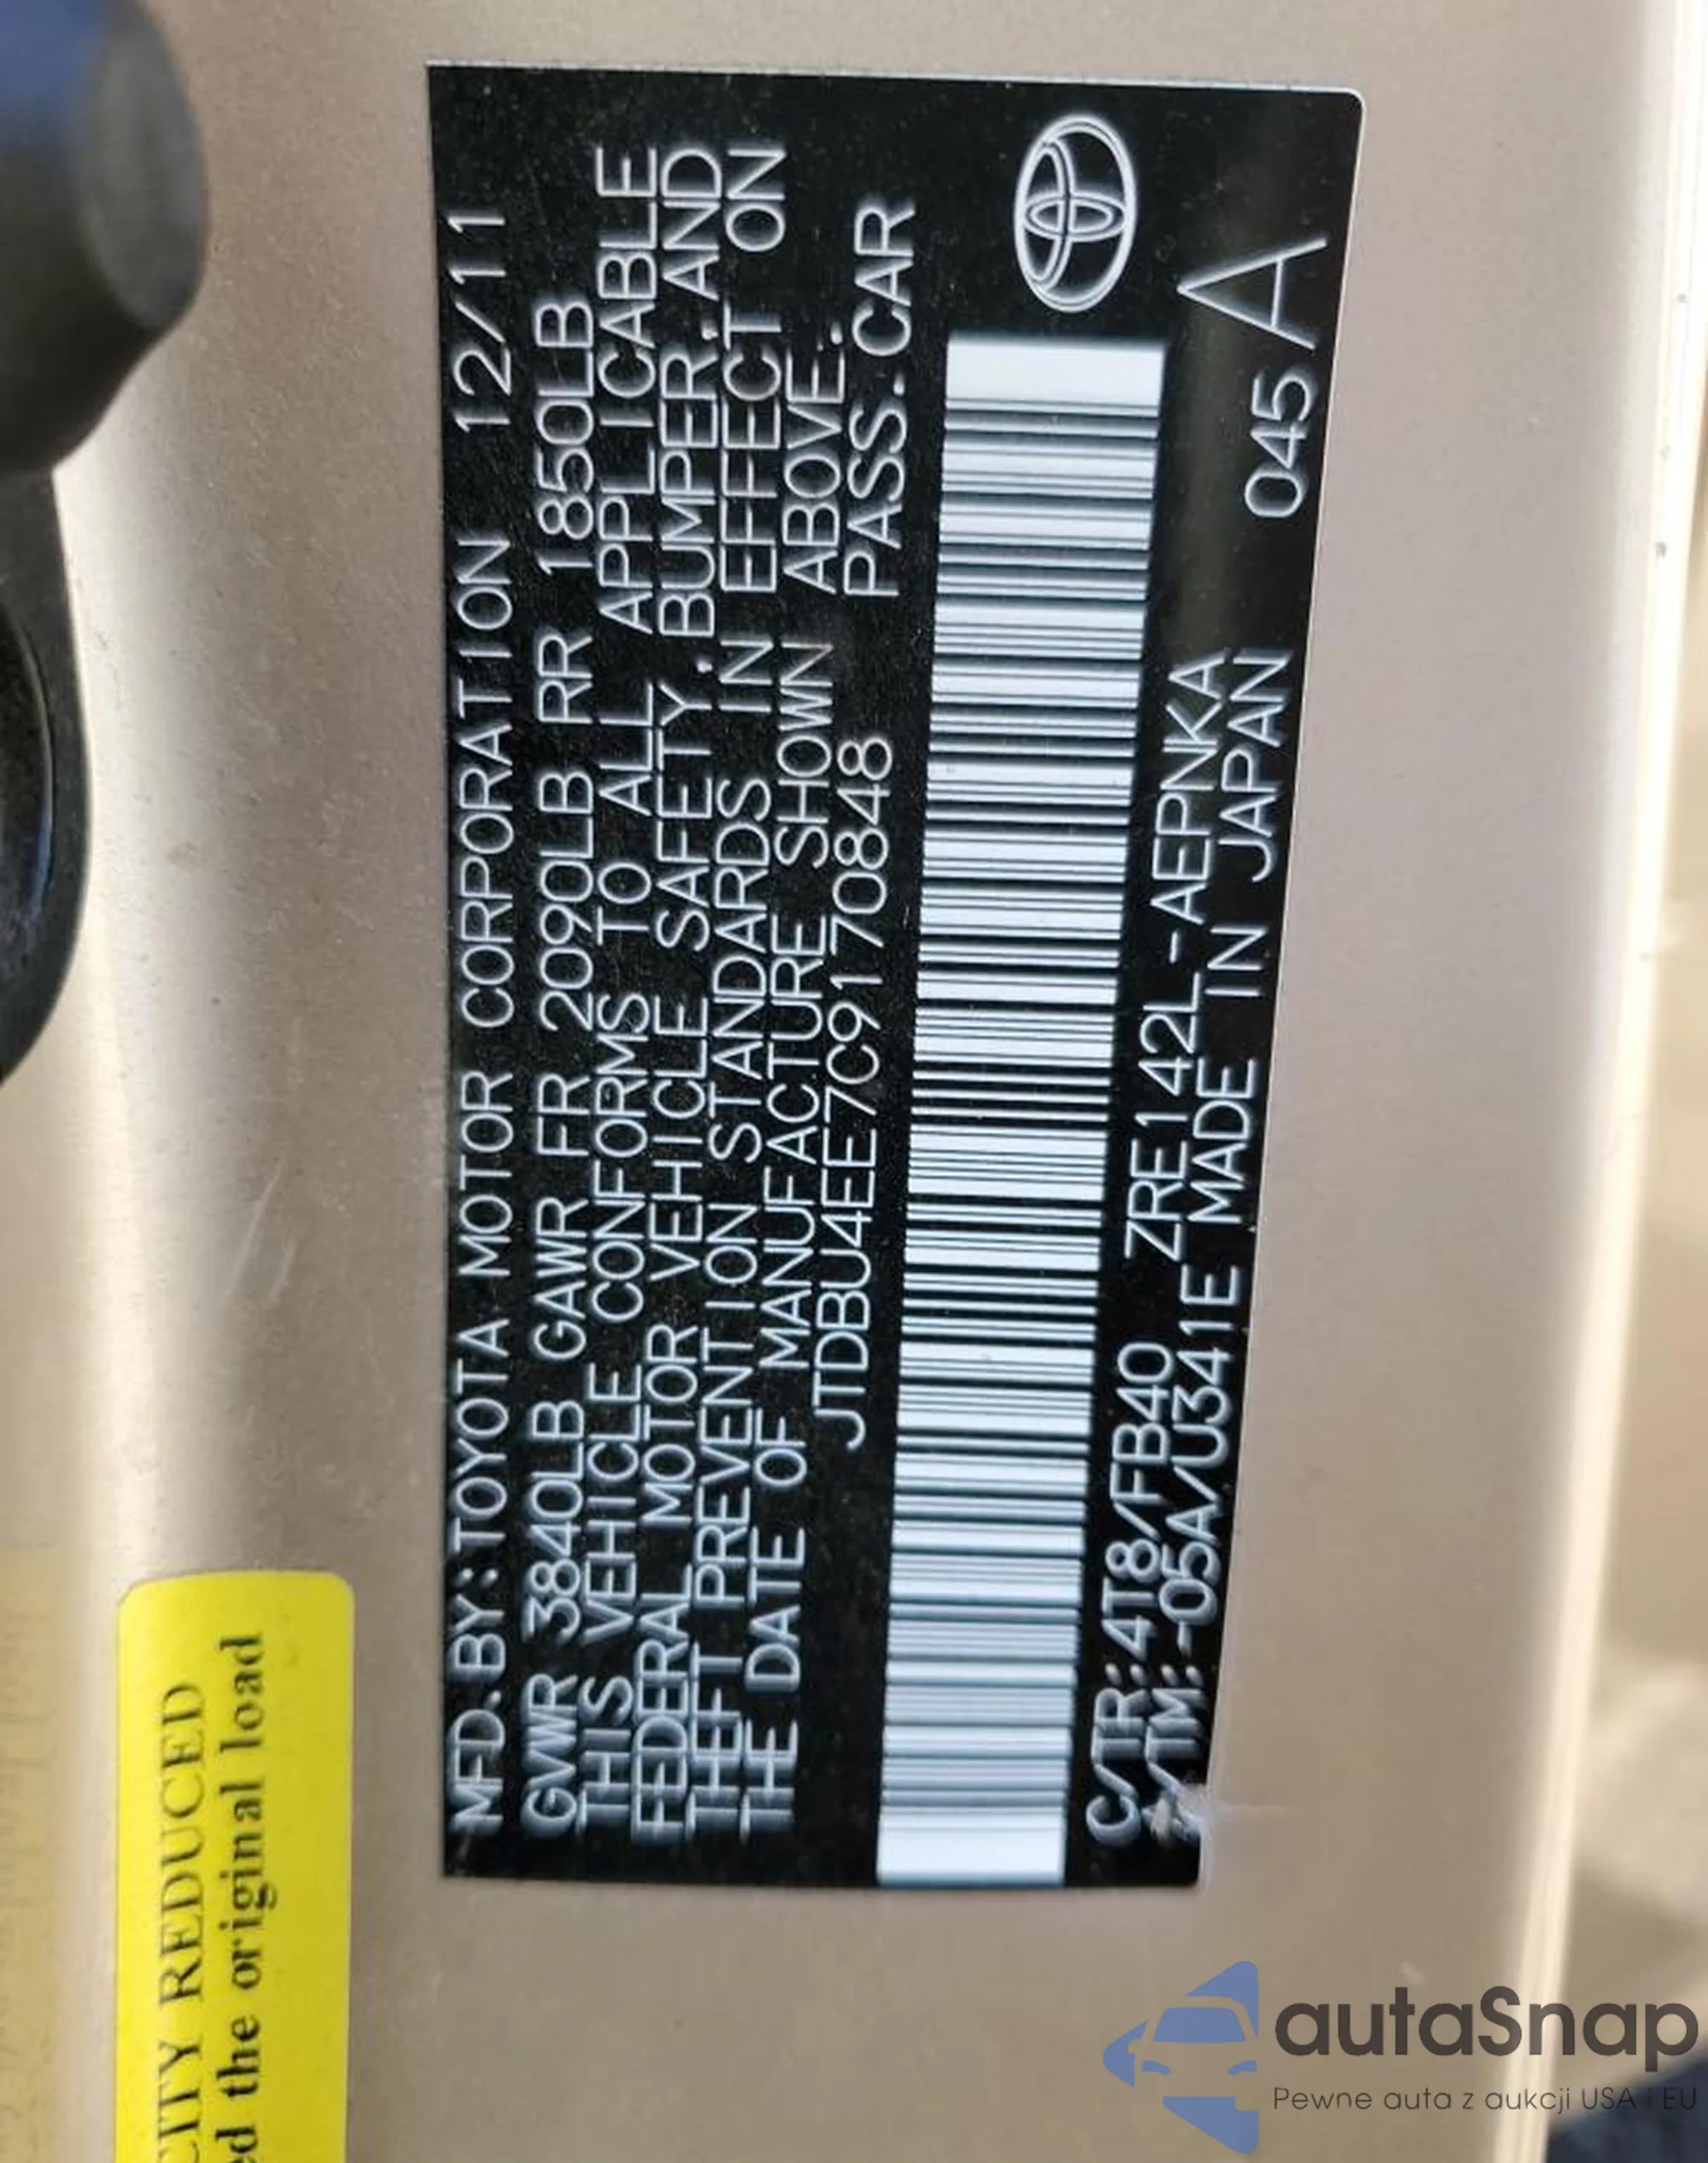 MFD.BY:TOYOTA MOTOR CORPORATION 12/11
GVWR 3840LB GAWR FR 2090LB RR 1850LB
THIS VEHICLE CONFORMS TO ALL APPLICABLE
FEDERAL MOTOR VEHICLE SAFETY,BUMPER,AND
THEFT PREVENTION STANDARDS IN EFFECT ON
THE DATE OF MANUFACTURE SHOWN ABOVE.
JTDBU4EE7C9170848 PASS.CAR
C/TR:4T8/FB40 ZRE142L-AEPNKA
/TM:-05A/U341E MADE IN JAPAN 045 A
CITY REDUCED
ed the original load
autaSnap
Pewne auta z aukcji USA i EU